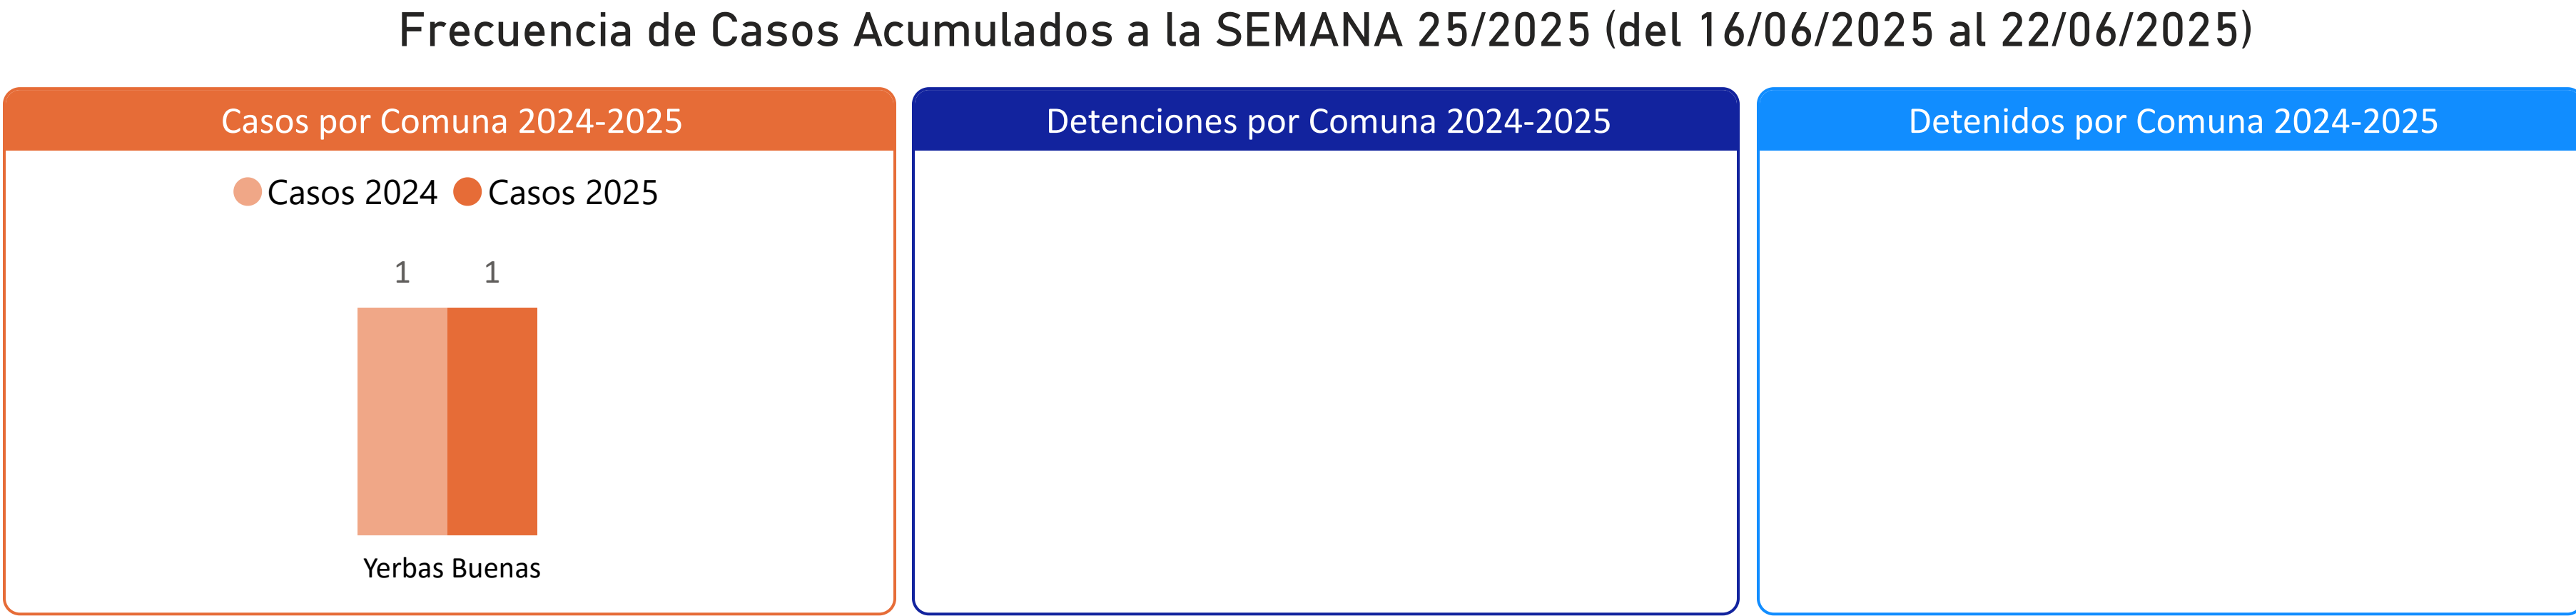 Frecuencia de Casos Acumulados a la SEMANA 25/2025 (del 16/06/2025 al 22/06/2025)
Casos por Comuna 2024-2025
Casos 2024 Casos 2025
1 1
Yerbas Buenas
Detenciones por Comuna 2024-2025
Detenidos por Comuna 2024-2025